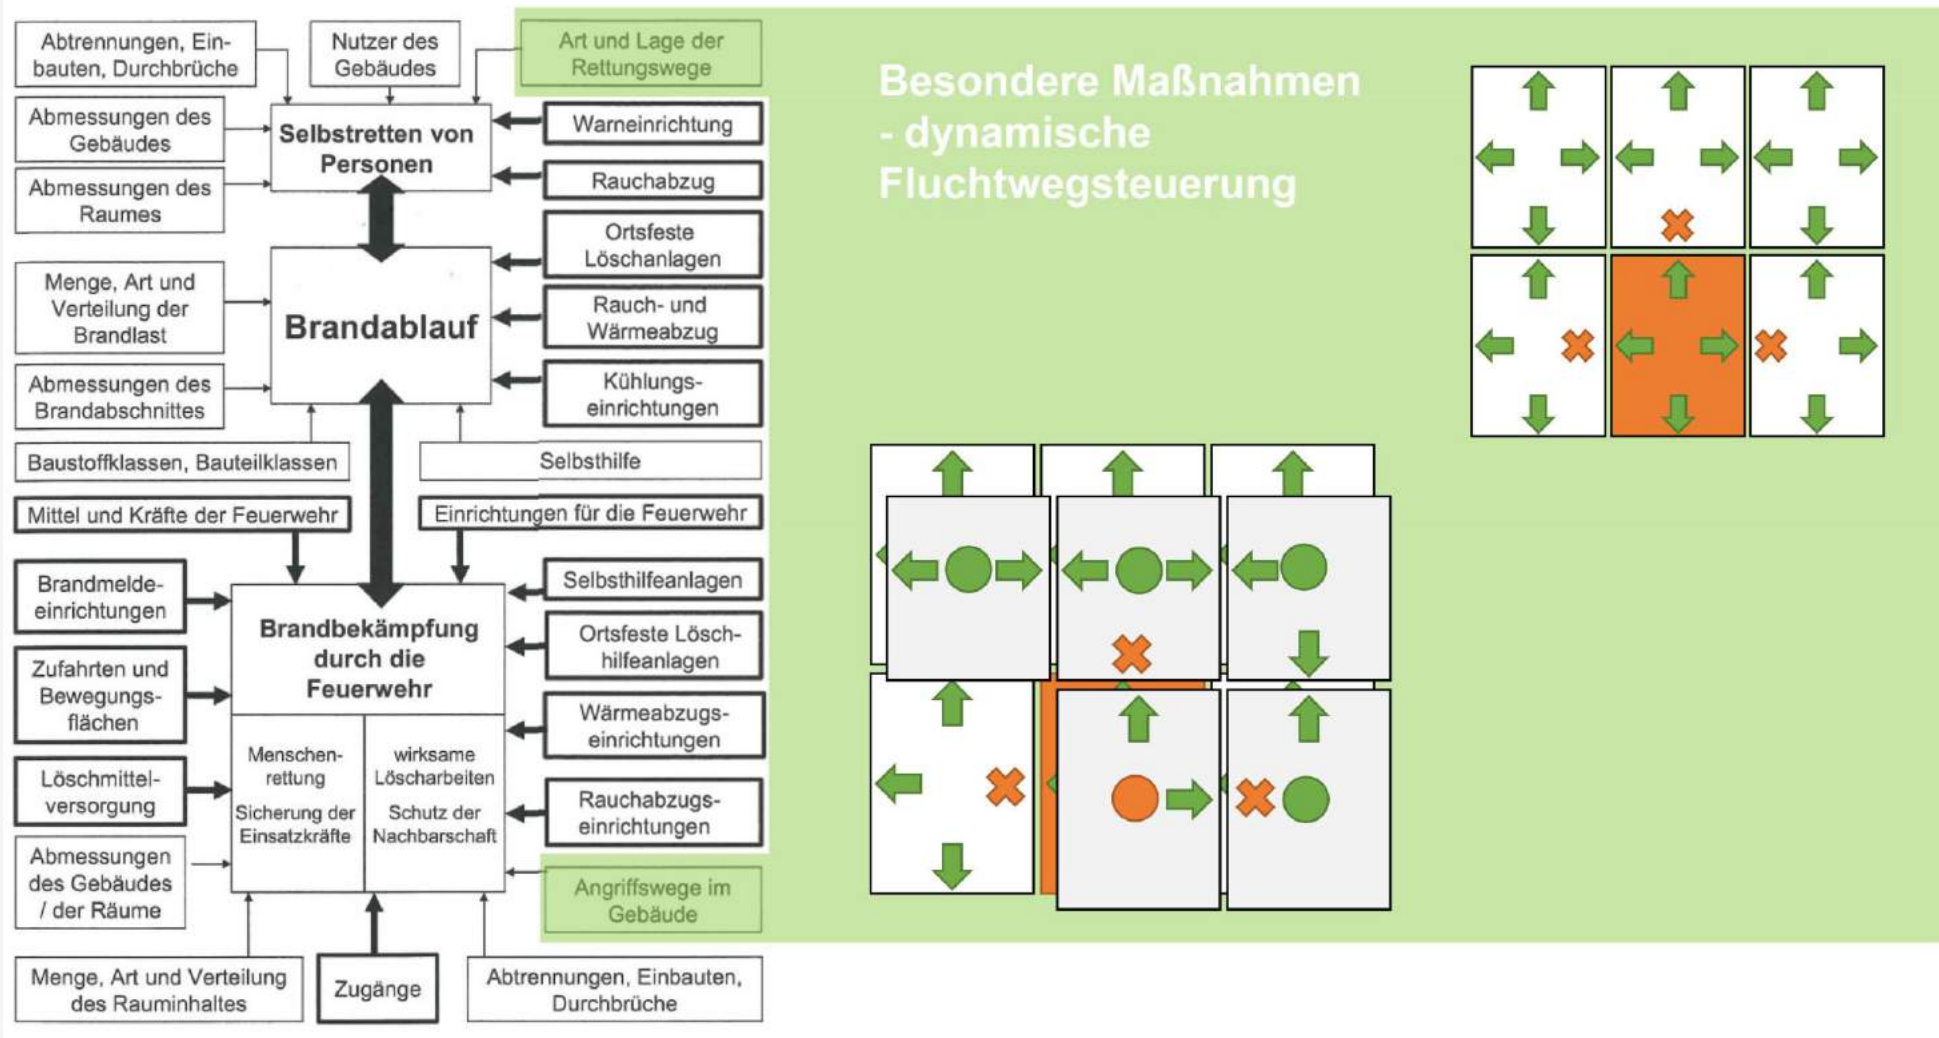 Abtrennungen, Ein-
bauten, Durchbrüche
Nutzer des
Gebäudes
Art und Lage der
Rettungswege
Abmessungen des
Gebäudes
Selbstretten von
Personen
Warneinrichtung
Abmessungen des
Raumes
Rauchabzug
Ortsfeste
Löschanlagen
Menge, Art und
Verteilung der
Brandlast
Brandablauf
Rauch- und
Wärmeabzug
Abmessungen des
Brandabschnittes
Kühlungs-
einrichtungen
Baustoffklassen, Bauteilklassen
Selbsthilfe
Mittel und Kräfte der Feuerwehr
Einrichtungen für die Feuerwehr
Brandmelde-
einrichtungen
Selbsthilfeanlagen
Brandbekämpfung
durch die
Feuerwehr
Ortsfeste Lösch-
hilfeanlagen
Zufahrten und
Bewegungs-
flächen
Wärmeabzugs-
einrichtungen
Menschen-
rettung
Sicherung der
Einsatzkräfte
wirksame
Löscharbeiten
Schutz der
Nachbarschaft
Löschmittel-
versorgung
Rauchabzugs-
einrichtungen
Abmessungen
des Gebäudes
/ der Räume
Angriffswege im
Gebäude
Menge, Art und Verteilung
des Rauminhaltes
Zugänge
Abtrennungen, Einbauten,
Durchbrüche
Besondere Maßnahmen
- dynamische
Fluchtwegsteuerung